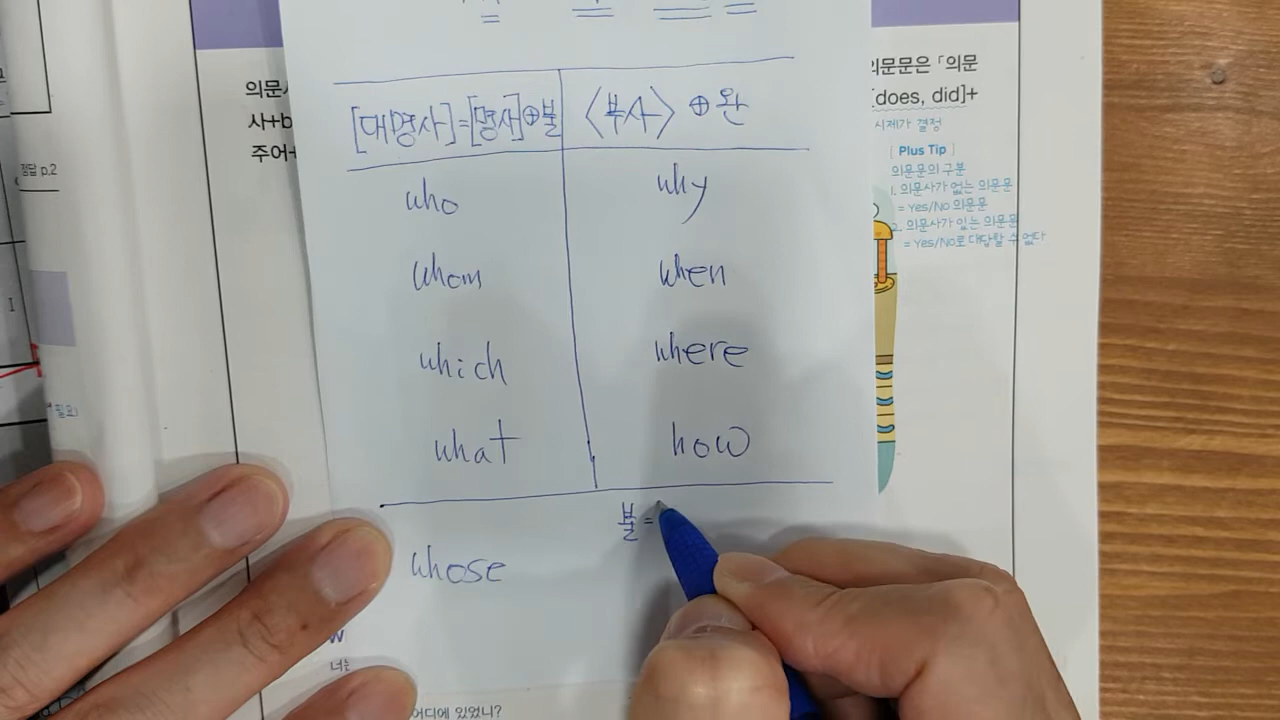 [대명사]=[명사]⊕불 <부사> ⊕ 완
who why
whom when
which where
what how
불 =
whose
의문
사+b
주어+
정답 p.2
의문문은 「의문
[does, did]+
시제가 결정
Plus Tip
의문문의 구분
1. 의문사가 없는 의문문
= Yes/No 의문문
2. 의문사가 있는 의문문
= Yes/No로 대답할 수 없다
필요)
너는
어디에 있었니?